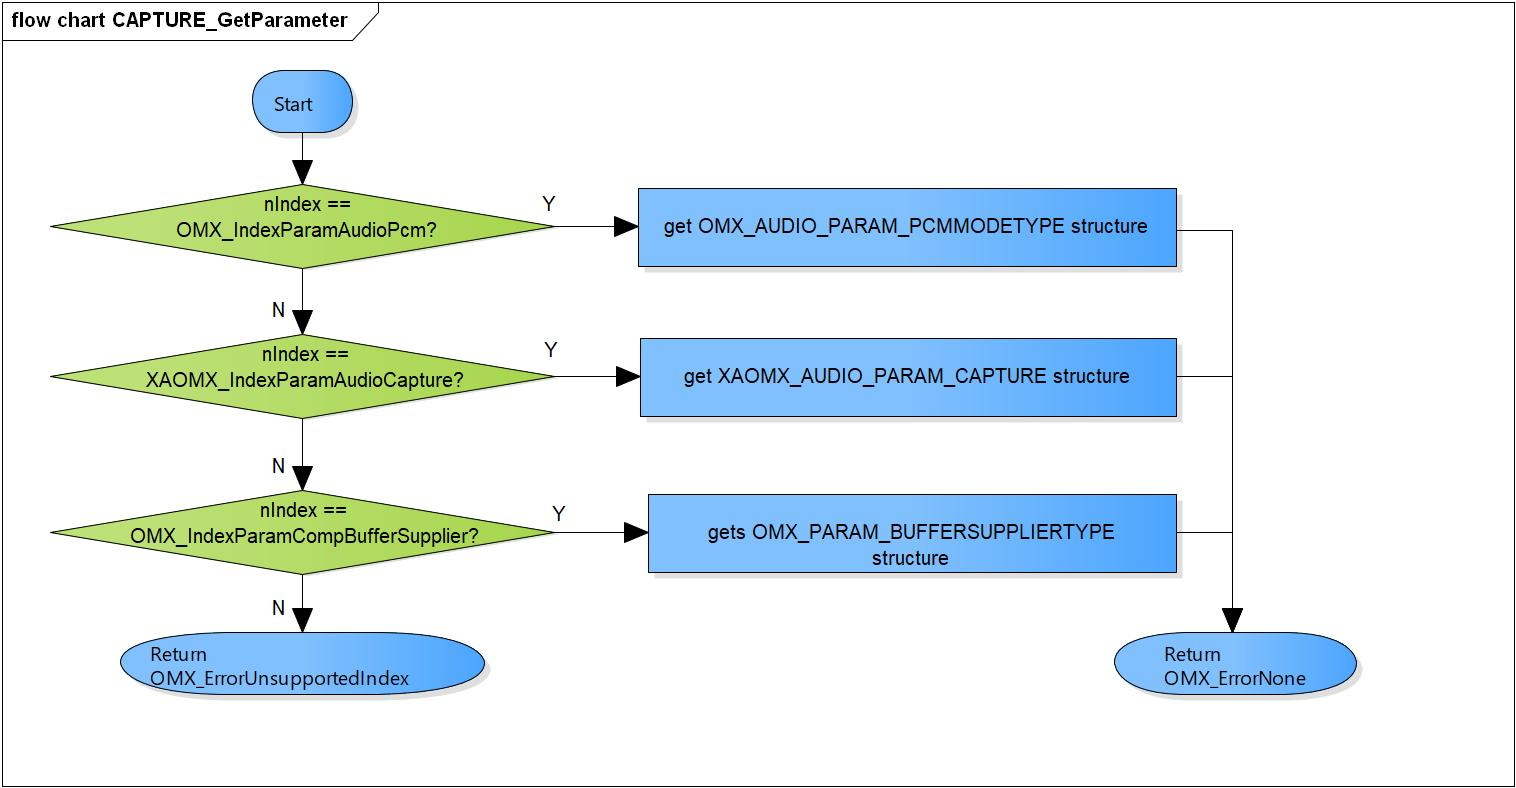 flow chart CAPTURE_GetParameter
Start
nIndex ==
OMX_IndexParamAudioPcm?
Y
get OMX_AUDIO_PARAM_PCMMODETYPE structure
N
nIndex ==
XAOMX_IndexParamAudioCapture?
Y
get XAOMX_AUDIO_PARAM_CAPTURE structure
N
nIndex ==
OMX_IndexParamCompBufferSupplier?
Y
gets OMX_PARAM_BUFFERSUPPLIERTYPE
structure
N
Return
OMX_ErrorUnsupportedIndex
Return
OMX_ErrorNone